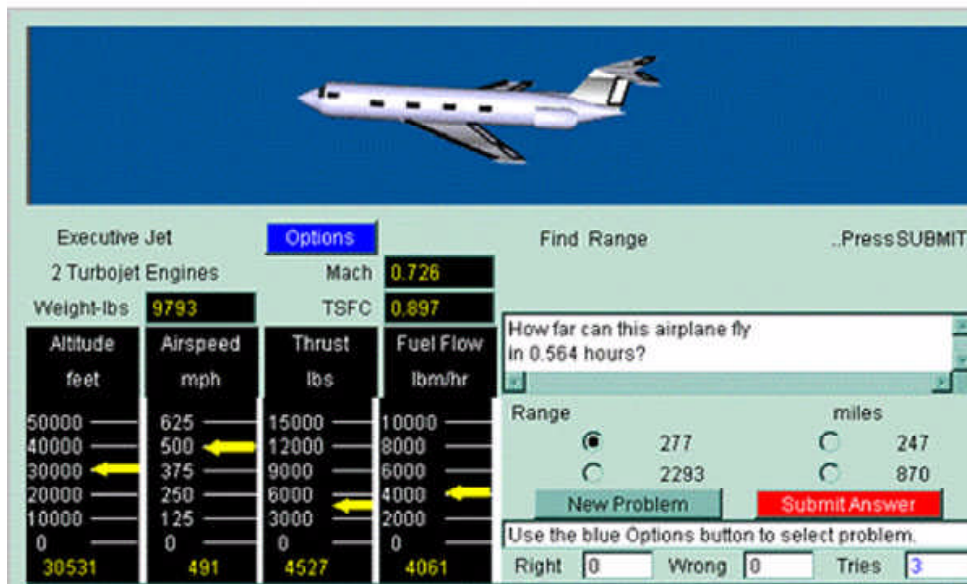 Executive Jet
Options
Find Range
..Press SUBMIT
2 Turbojet Engines
Mach 0.726
Weight-lbs 9793
TSFC 0.897
How far can this airplane fly
in 0.564 hours?
Altitude
feet
50000
40000
30000
20000
10000
0
30531
Airspeed
mph
625
500
375
250
125
0
491
Thrust
lbs
15000
12000
9000
6000
3000
0
4527
Fuel Flow
lbm/hr
10000
8000
6000
4000
2000
0
4061
Range miles
277 247
2293 870
New Problem
Submit Answer
Use the blue Options button to select problem.
Right 0 Wrong 0 Tries 3